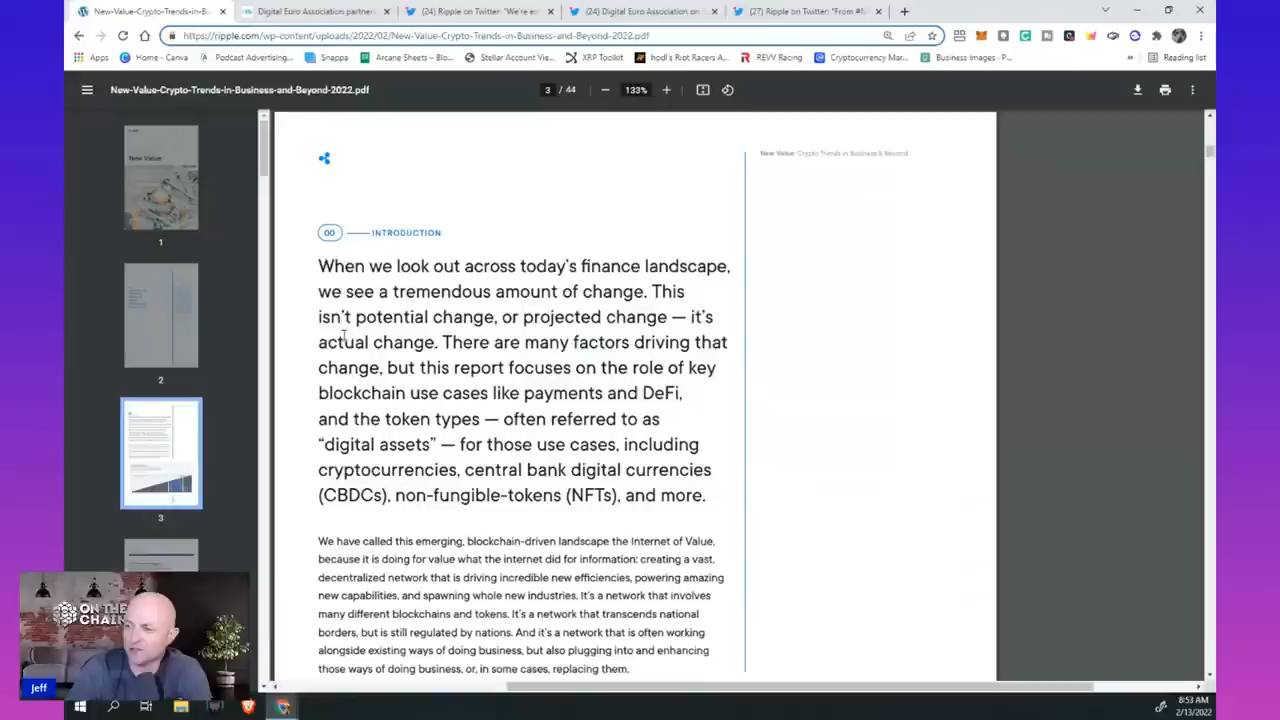 New-Value-Crypto-Trends-in-Bu
Digital Euro Association partner
(24) Ripple on Twitter: "We're e
(24) Digital Euro Association on
(27) Ripple on Twitter: "From #
https://ripple.com/wp-content/uploads/2022/02/New-Value-Crypto-Trends-in-Business-and-Beyond-2022.pdf
Apps
Home - Canva
Podcast Advertising...
Snappa
Arcane Sheets – Blo...
Stellar Account Vie...
XRP Toolkit
hodl's Riot Racers A...
REVV Racing
Cryptocurrency Mar...
Business Images · P...
Reading list
New-Value-Crypto-Trends-in-Business-and-Beyond-2022.pdf
3 / 44
133%
New Value
1
2
3
New Value: Crypto Trends in Business & Beyond
00
INTRODUCTION
When we look out across today's finance landscape,
we see a tremendous amount of change. This
isn't potential change, or projected change — it's
actual change. There are many factors driving that
change, but this report focuses on the role of key
blockchain use cases like payments and DeFi,
and the token types — often referred to as
“digital assets” — for those use cases, including
cryptocurrencies, central bank digital currencies
(CBDCs), non-fungible-tokens (NFTs), and more.
We have called this emerging, blockchain-driven landscape the Internet of Value,
because it is doing for value what the internet did for information: creating a vast,
decentralized network that is driving incredible new efficiencies, powering amazing
new capabilities, and spawning whole new industries. It's a network that involves
many different blockchains and tokens. It's a network that transcends national
borders, but is still regulated by nations. And it's a network that is often working
alongside existing ways of doing business, but also plugging into and enhancing
those ways of doing business, or, in some cases, replacing them.
ON THE
CHAIN
Jeff
8:53 AM
2/13/2022